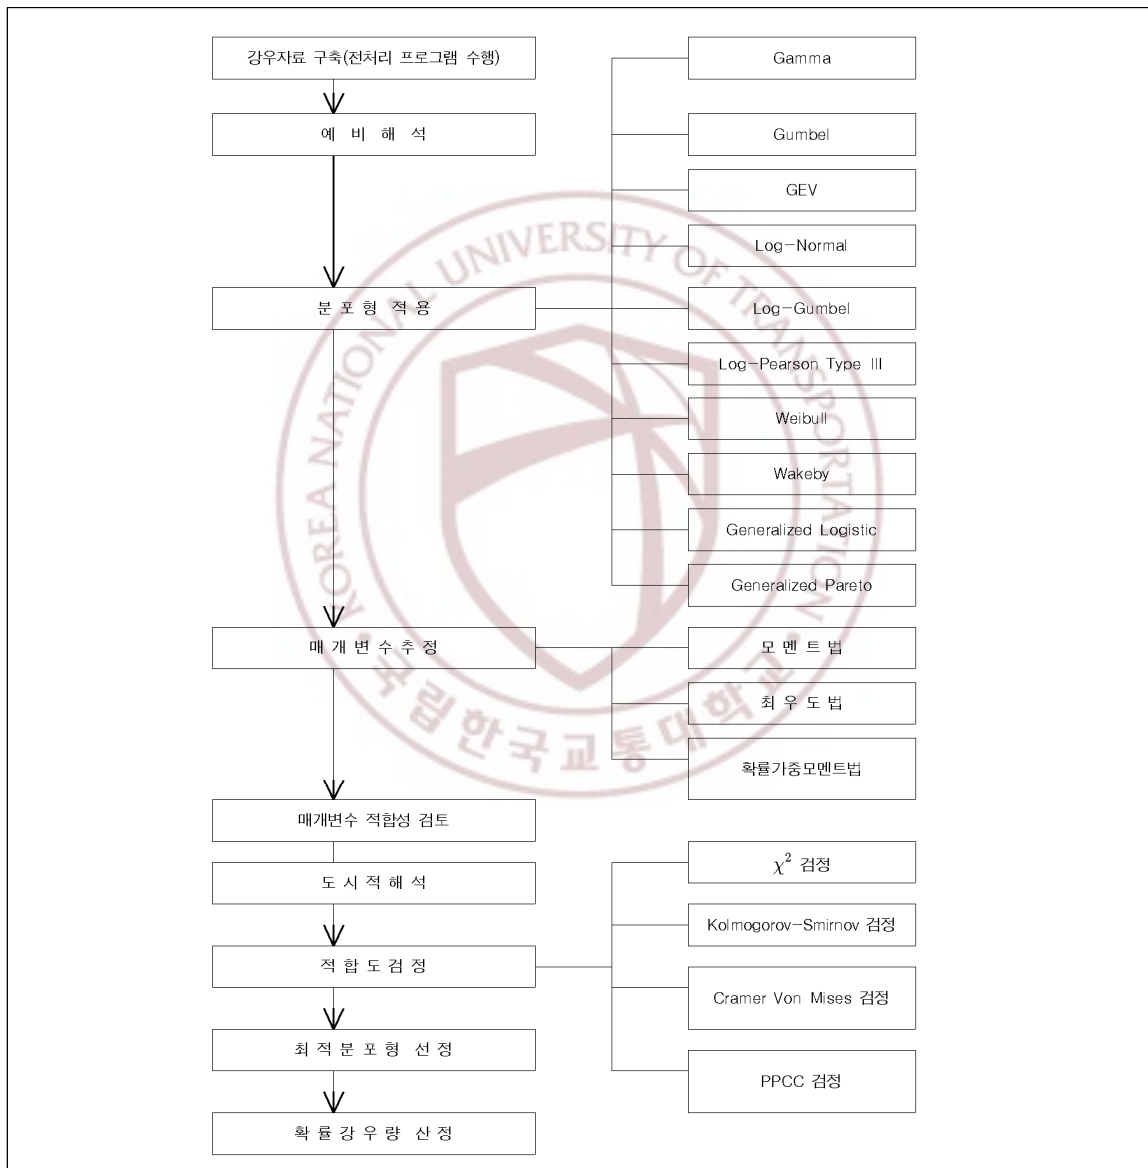 강우자료 구축(전처리 프로그램 수행)
예 비 해 석
분 포 형 적 용
Gamma
Gumbel
GEV
Log-Normal
Log-Gumbel
Log-Pearson Type III
Weibull
Wakeby
Generalized Logistic
Generalized Pareto
매 개 변 수 추 정
모 멘 트 법
최 우 도 법
확률가중모멘트법
매개변수 적합성 검토
도 시 적 해 석
적 합 도 검 정
χ² 검정
Kolmogorov-Smirnov 검정
Cramer Von Mises 검정
PPCC 검정
최 적 분 포 형 선 정
확 률 강 우 량 산 정
KOREA NATIONAL UNIVERSITY OF TRANSPORTATION
국립한국교통대학교